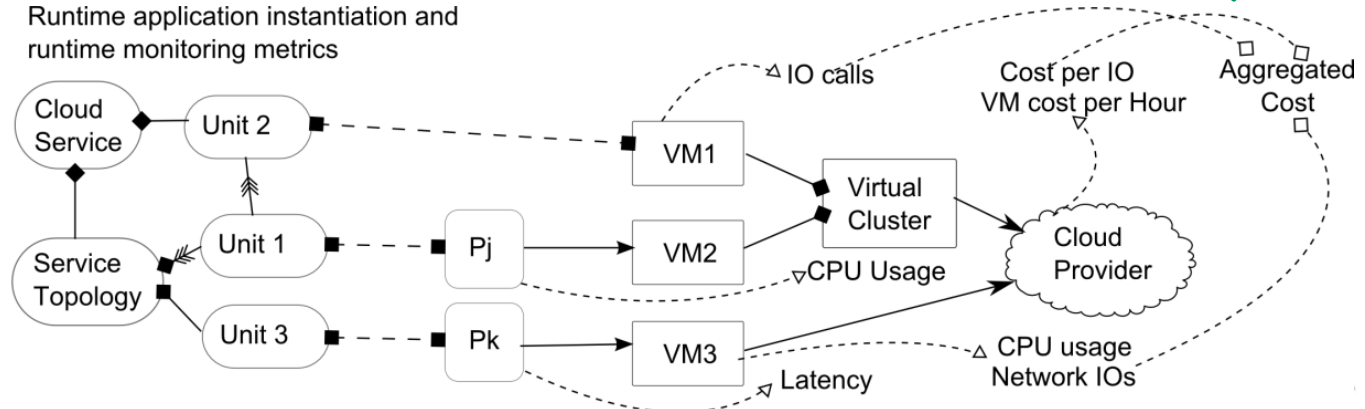 Runtime application instantiation and
runtime monitoring metrics
Cloud
Service
Unit 2
VM1
IO calls
Cost per IO
VM cost per Hour
Aggregated
Cost
Virtual
Cluster
Unit 1
Pj
VM2
CPU Usage
Cloud
Provider
Service
Topology
Unit 3
Pk
VM3
CPU usage
Network IOs
Latency